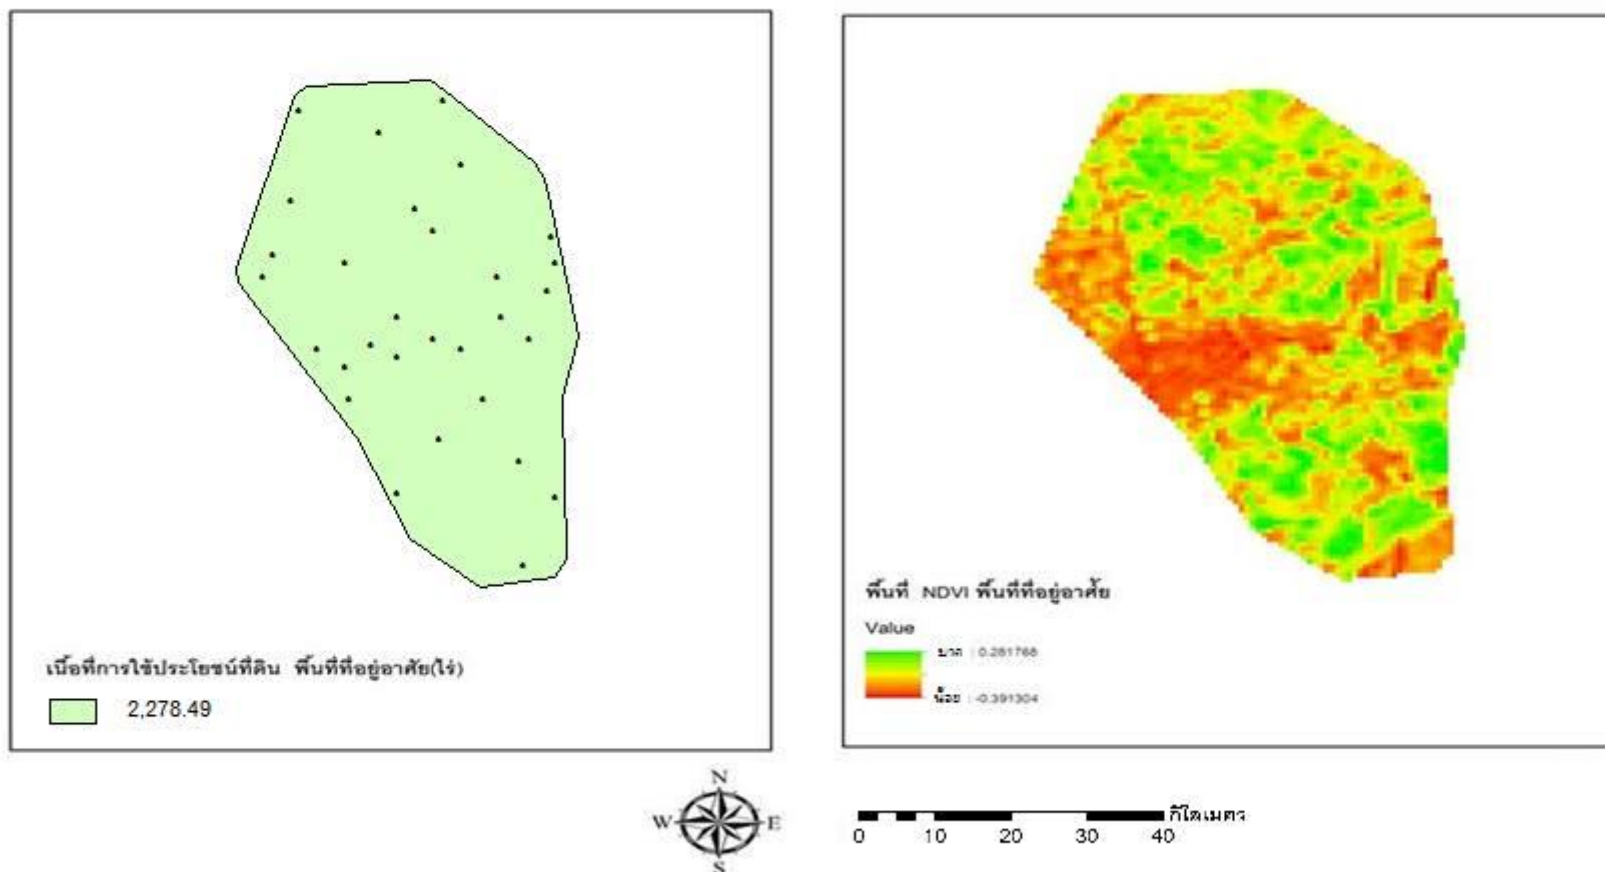 เนื้อที่การใช้ประโยชน์ที่ดิน พื้นที่ที่อยู่อาศัย(ไร่)
2,278.49
พื้นที่ NDVI พื้นที่ที่อยู่อาศัย
Value
มาก : 0.281768
น้อย : -0.391304
N
W E
S
กิโลเมตร
0 10 20 30 40